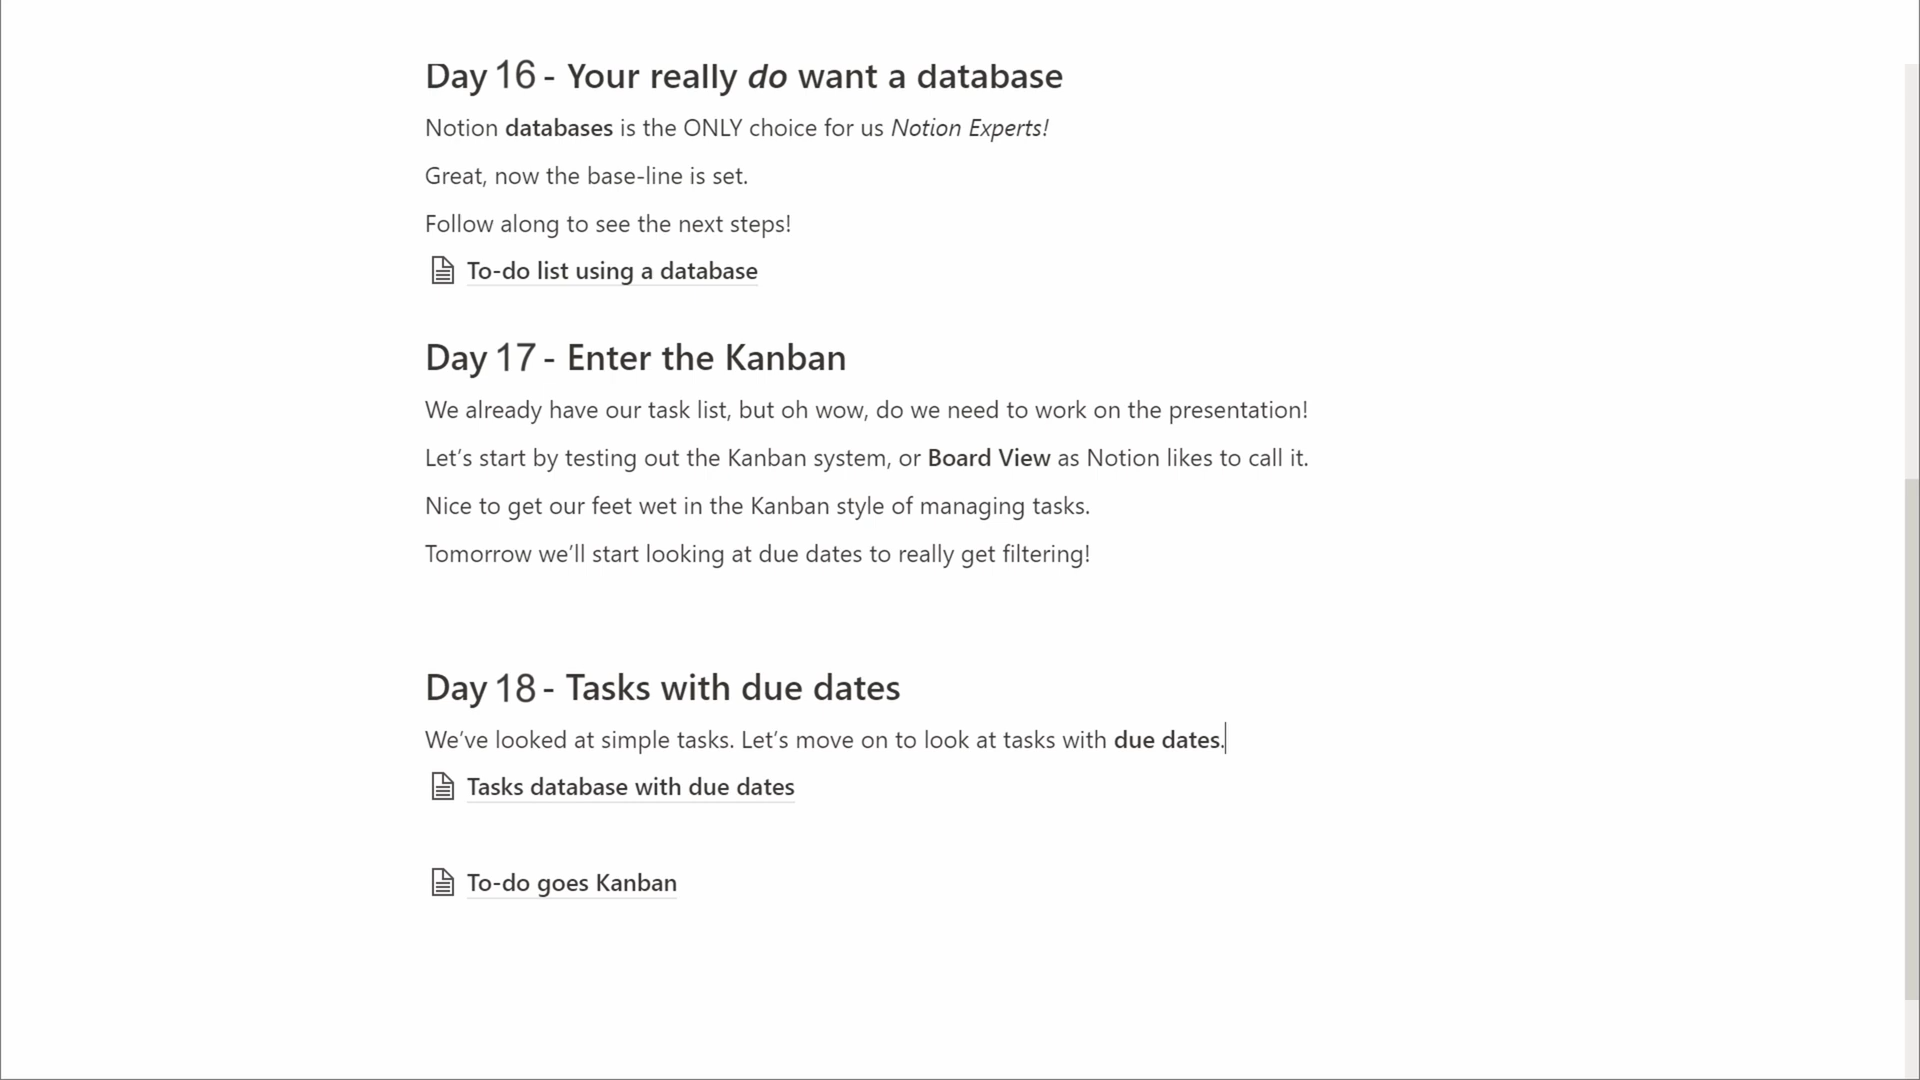 Day 16 - Your really do want a database
Notion databases is the ONLY choice for us Notion Experts!
Great, now the base-line is set.
Follow along to see the next steps!
To-do list using a database
Day 17 - Enter the Kanban
We already have our task list, but oh wow, do we need to work on the presentation!
Let’s start by testing out the Kanban system, or Board View as Notion likes to call it.
Nice to get our feet wet in the Kanban style of managing tasks.
Tomorrow we’ll start looking at due dates to really get filtering!
Day 18 - Tasks with due dates
We’ve looked at simple tasks. Let’s move on to look at tasks with due dates.
Tasks database with due dates
To-do goes Kanban